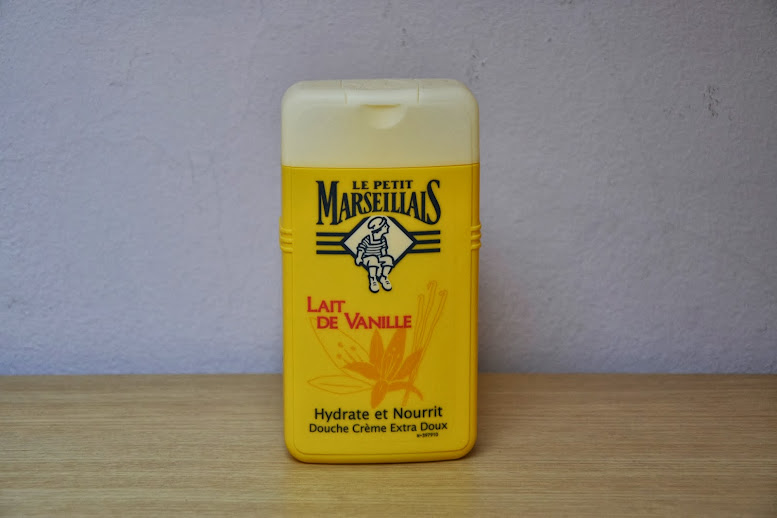 LE PETIT
MARSEILLAIS
LAIT
DE VANILLE
Hydrate et Nourrit
Douche Crème Extra Doux